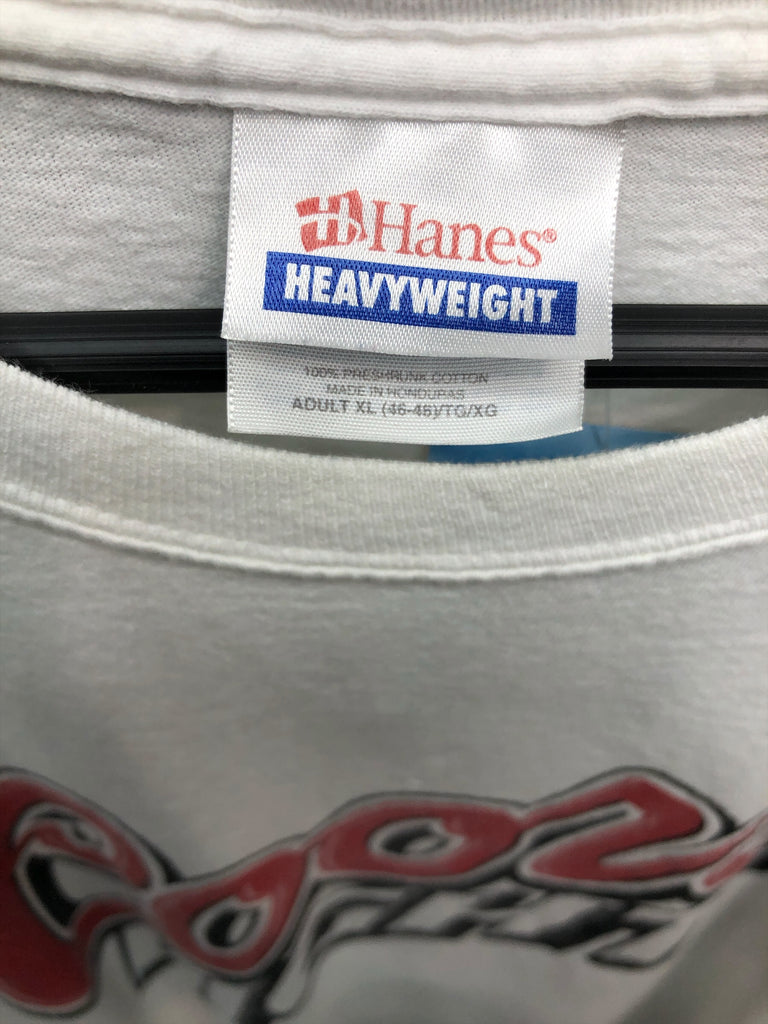 Hanes®
HEAVYWEIGHT
100% PRESHRUNK COTTON
MADE IN HONDURAS
ADULT XL (46-48)/TG/XG